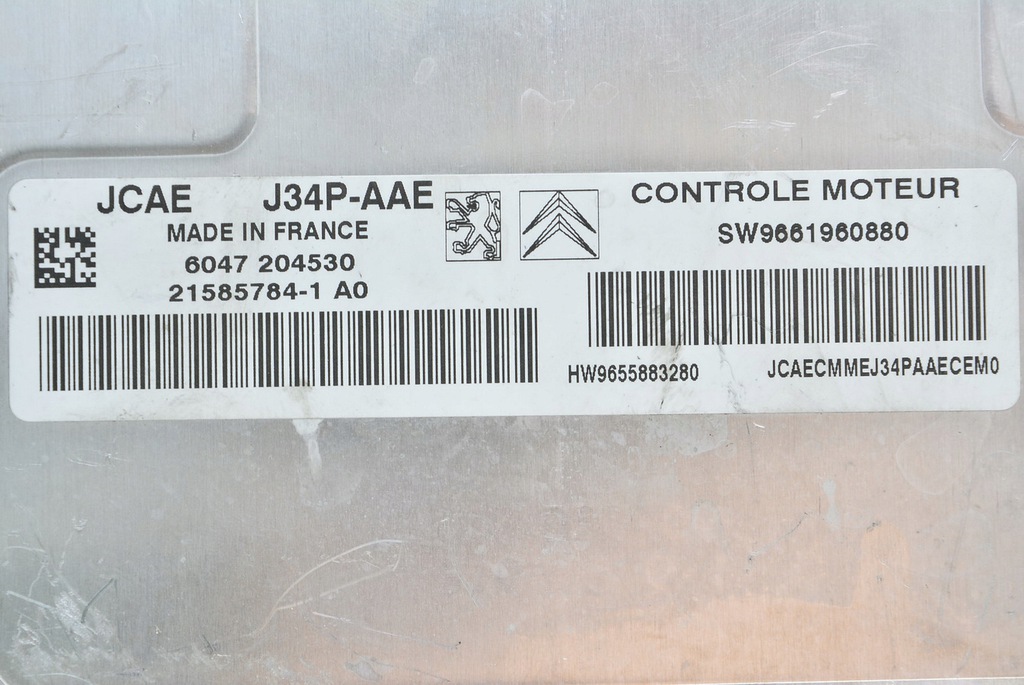 JCAE J34P-AAE
MADE IN FRANCE
6047 204530
21585784-1 A0
CONTROLE MOTEUR
SW9661960880
HW9655883280 JCAECMMEJ34PAAECEM0